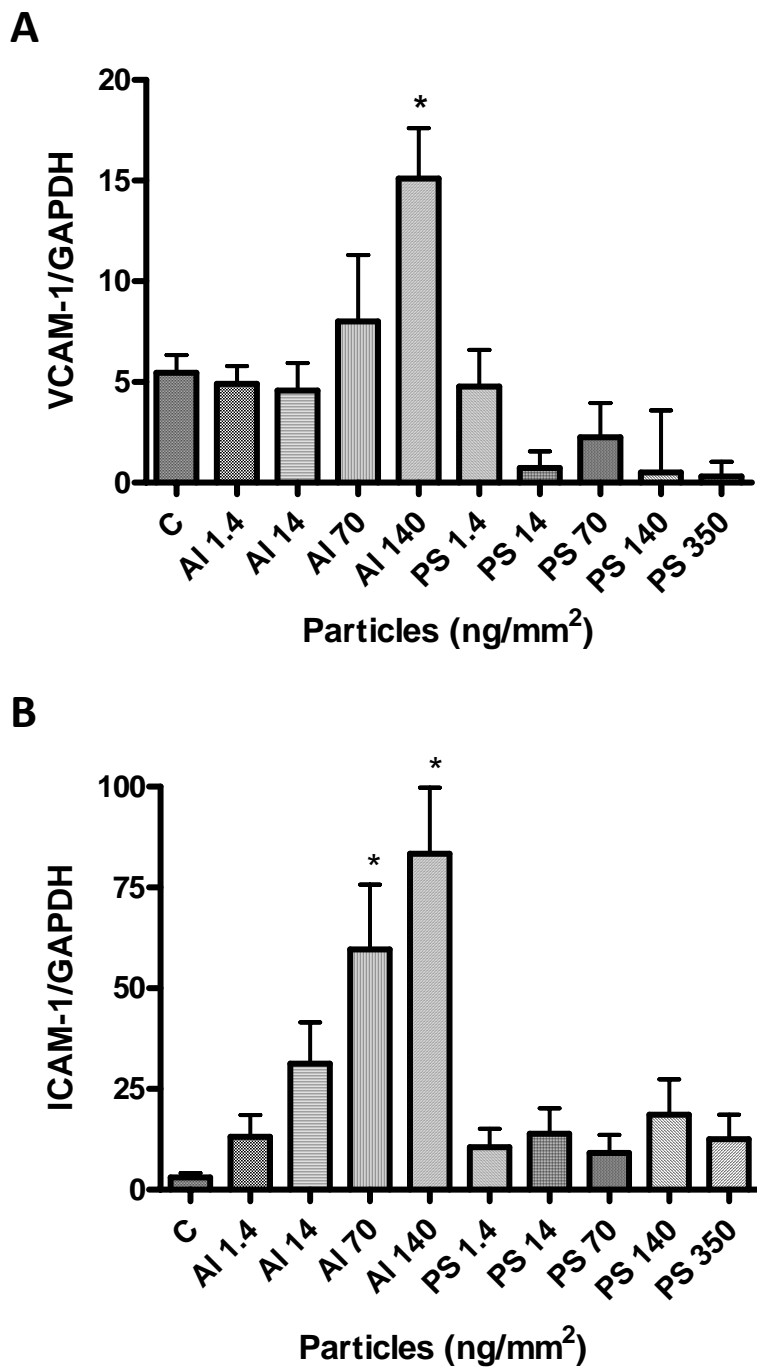 A
20
15
10
5
0
VCAM-1/GAPDH
*
C
Al 1.4
Al 14
Al 70
Al 140
PS 1.4
PS 14
PS 70
PS 140
PS 350
Particles (ng/mm²)
B
100
75
50
25
0
ICAM-1/GAPDH
*
*
C
Al 1.4
Al 14
Al 70
Al 140
PS 1.4
PS 14
PS 70
PS 140
PS 350
Particles (ng/mm²)